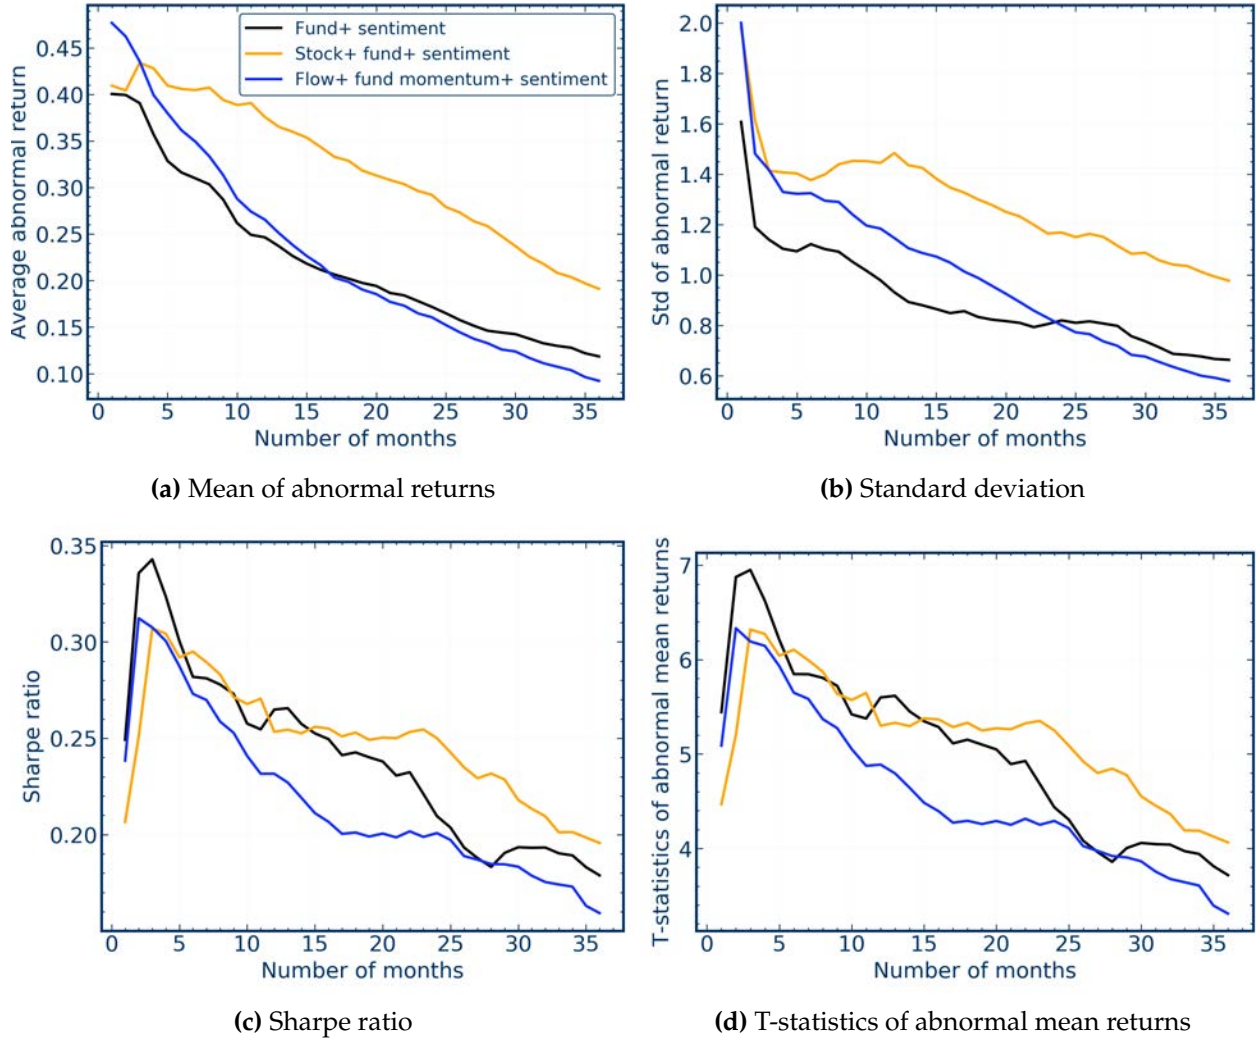 Fund+ sentiment
Stock+ fund+ sentiment
Flow+ fund momentum+ sentiment
Average abnormal return
0.45
0.40
0.35
0.30
0.25
0.20
0.15
0.10
0 5 10 15 20 25 30 35
Number of months
(a) Mean of abnormal returns
Std of abnormal return
2.0
1.8
1.6
1.4
1.2
1.0
0.8
0.6
0 5 10 15 20 25 30 35
Number of months
(b) Standard deviation
Sharpe ratio
0.35
0.30
0.25
0.20
0 5 10 15 20 25 30 35
Number of months
(c) Sharpe ratio
T-statistics of abnormal mean returns
7
6
5
4
0 5 10 15 20 25 30 35
Number of months
(d) T-statistics of abnormal mean returns